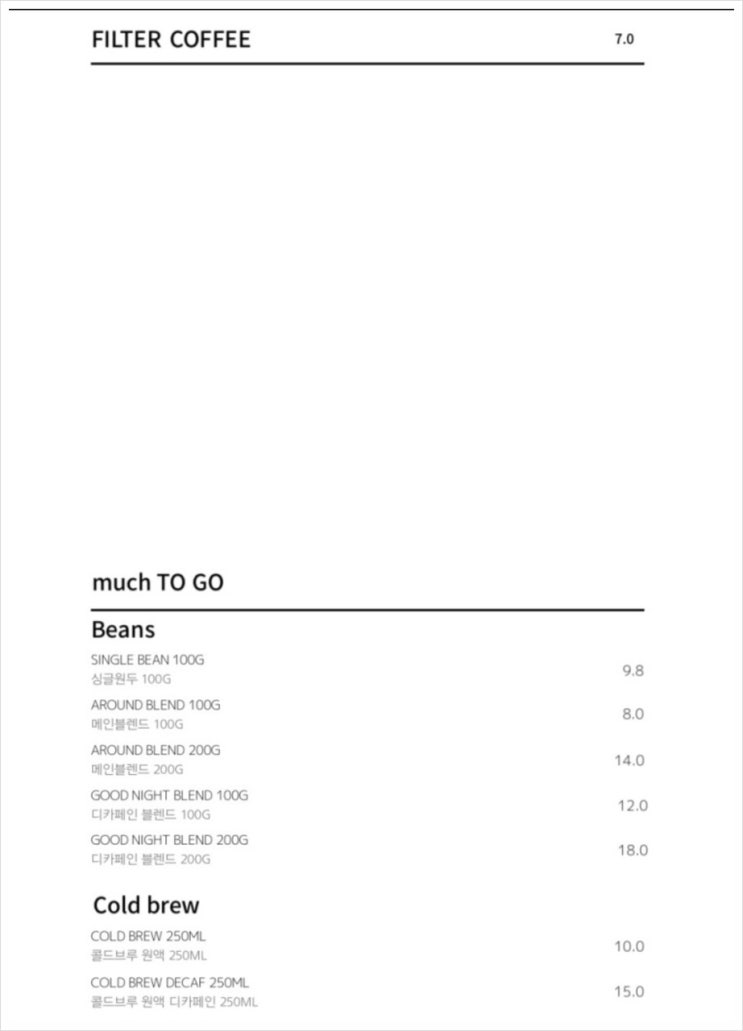 FILTER COFFEE 7.0
much TO GO
Beans
SINGLE BEAN 100G
싱글원두 100G
9.8
AROUND BLEND 100G
메인블렌드 100G
8.0
AROUND BLEND 200G
메인블렌드 200G
14.0
GOOD NIGHT BLEND 100G
디카페인 블렌드 100G
12.0
GOOD NIGHT BLEND 200G
디카페인 블렌드 200G
18.0
Cold brew
COLD BREW 250ML
콜드브루 원액 250ML
10.0
COLD BREW DECAF 250ML
콜드브루 원액 디카페인 250ML
15.0